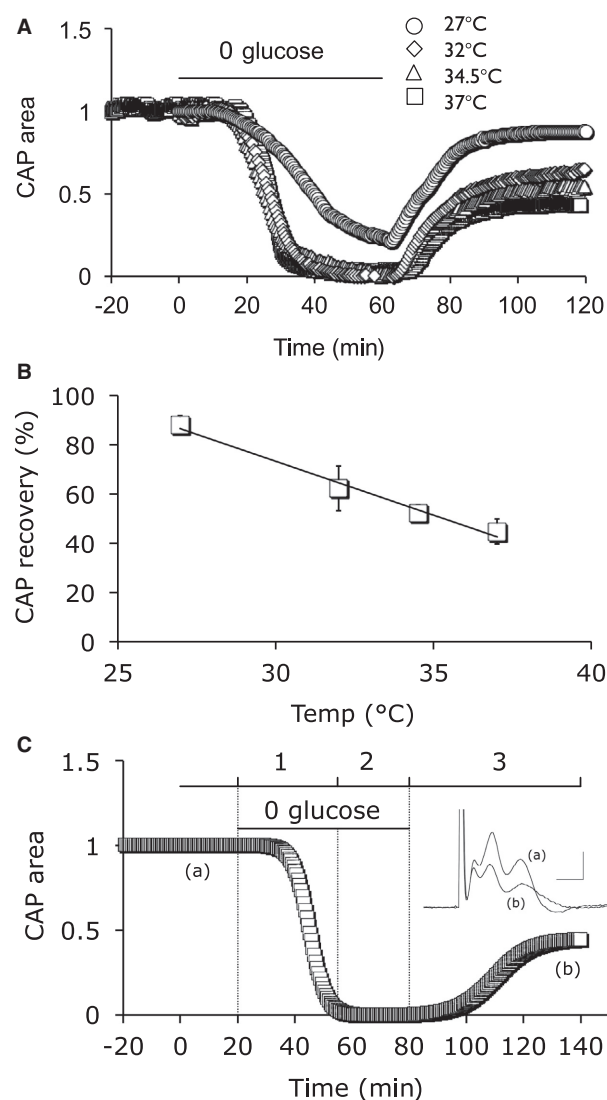 A
1.5
1
0.5
0
CAP area
0 glucose
27°C
32°C
34.5°C
37°C
-20 0 20 40 60 80 100 120
Time (min)
B
100
80
60
40
20
0
CAP recovery (%)
25 30 35 40
Temp (°C)
C
1.5
1
0.5
0
CAP area
1 2 3
0 glucose
(a)
(b)
(a)
(b)
-20 0 20 40 60 80 100 120 140
Time (min)